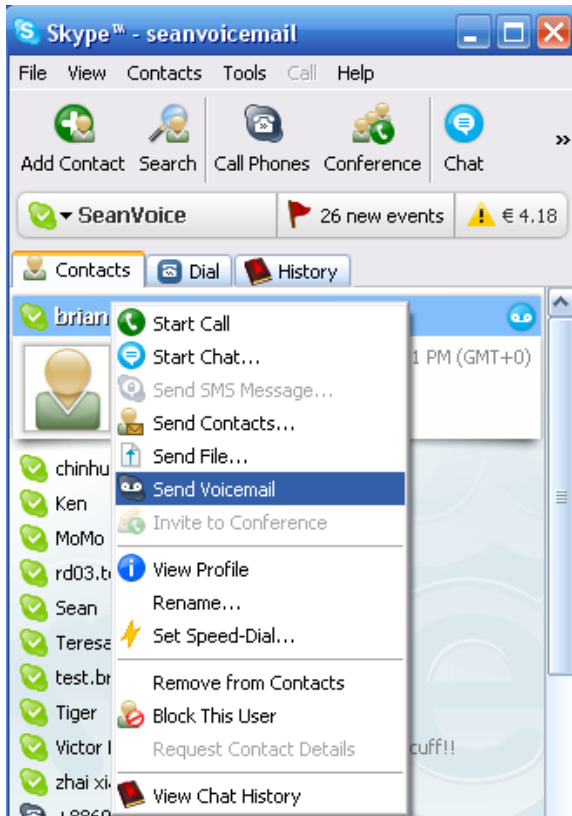 Skype™ - seanvoicemail
File View Contacts Tools Call Help
Add Contact Search Call Phones Conference Chat »
SeanVoice 26 new events € 4.18
Contacts Dial History
brian
1 PM (GMT+0)
Start Call
Start Chat...
Send SMS Message...
Send Contacts...
Send File...
Send Voicemail
Invite to Conference
View Profile
Rename...
Set Speed-Dial...
Remove from Contacts
Block This User
Request Contact Details
View Chat History
chinhu
Ken
MoMo
rd03.t
Sean
Teresa
test.br
Tiger
Victor
cuff!!
zhai xi